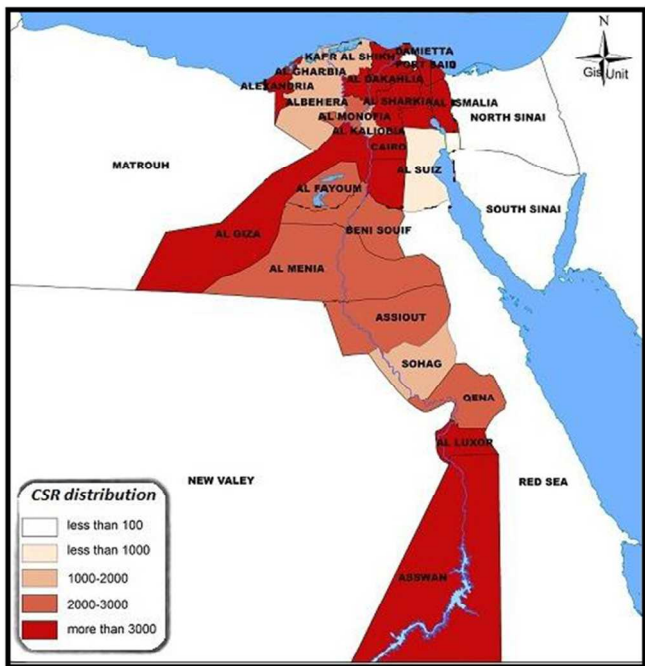 N
Gis Unit
DAMIETTA
KAFR AL SHIKH
PORT SAID
AL GHARBIA
AL DAKAHLIA
ALEXANDRIA
ALBEHERA
AL SHARKIA
AL ISMALIA
NORTH SINAI
AL MONOFIA
AL KALIOBIA
CAIRO
MATROUH
AL SUIZ
AL FAYOUM
SOUTH SINAI
AL GIZA
BENI SOUIF
AL MENIA
ASSIOUT
SOHAG
QENA
AL LUXOR
NEW VALEY
RED SEA
ASSWAN
CSR distribution
less than 100
less than 1000
1000-2000
2000-3000
more than 3000